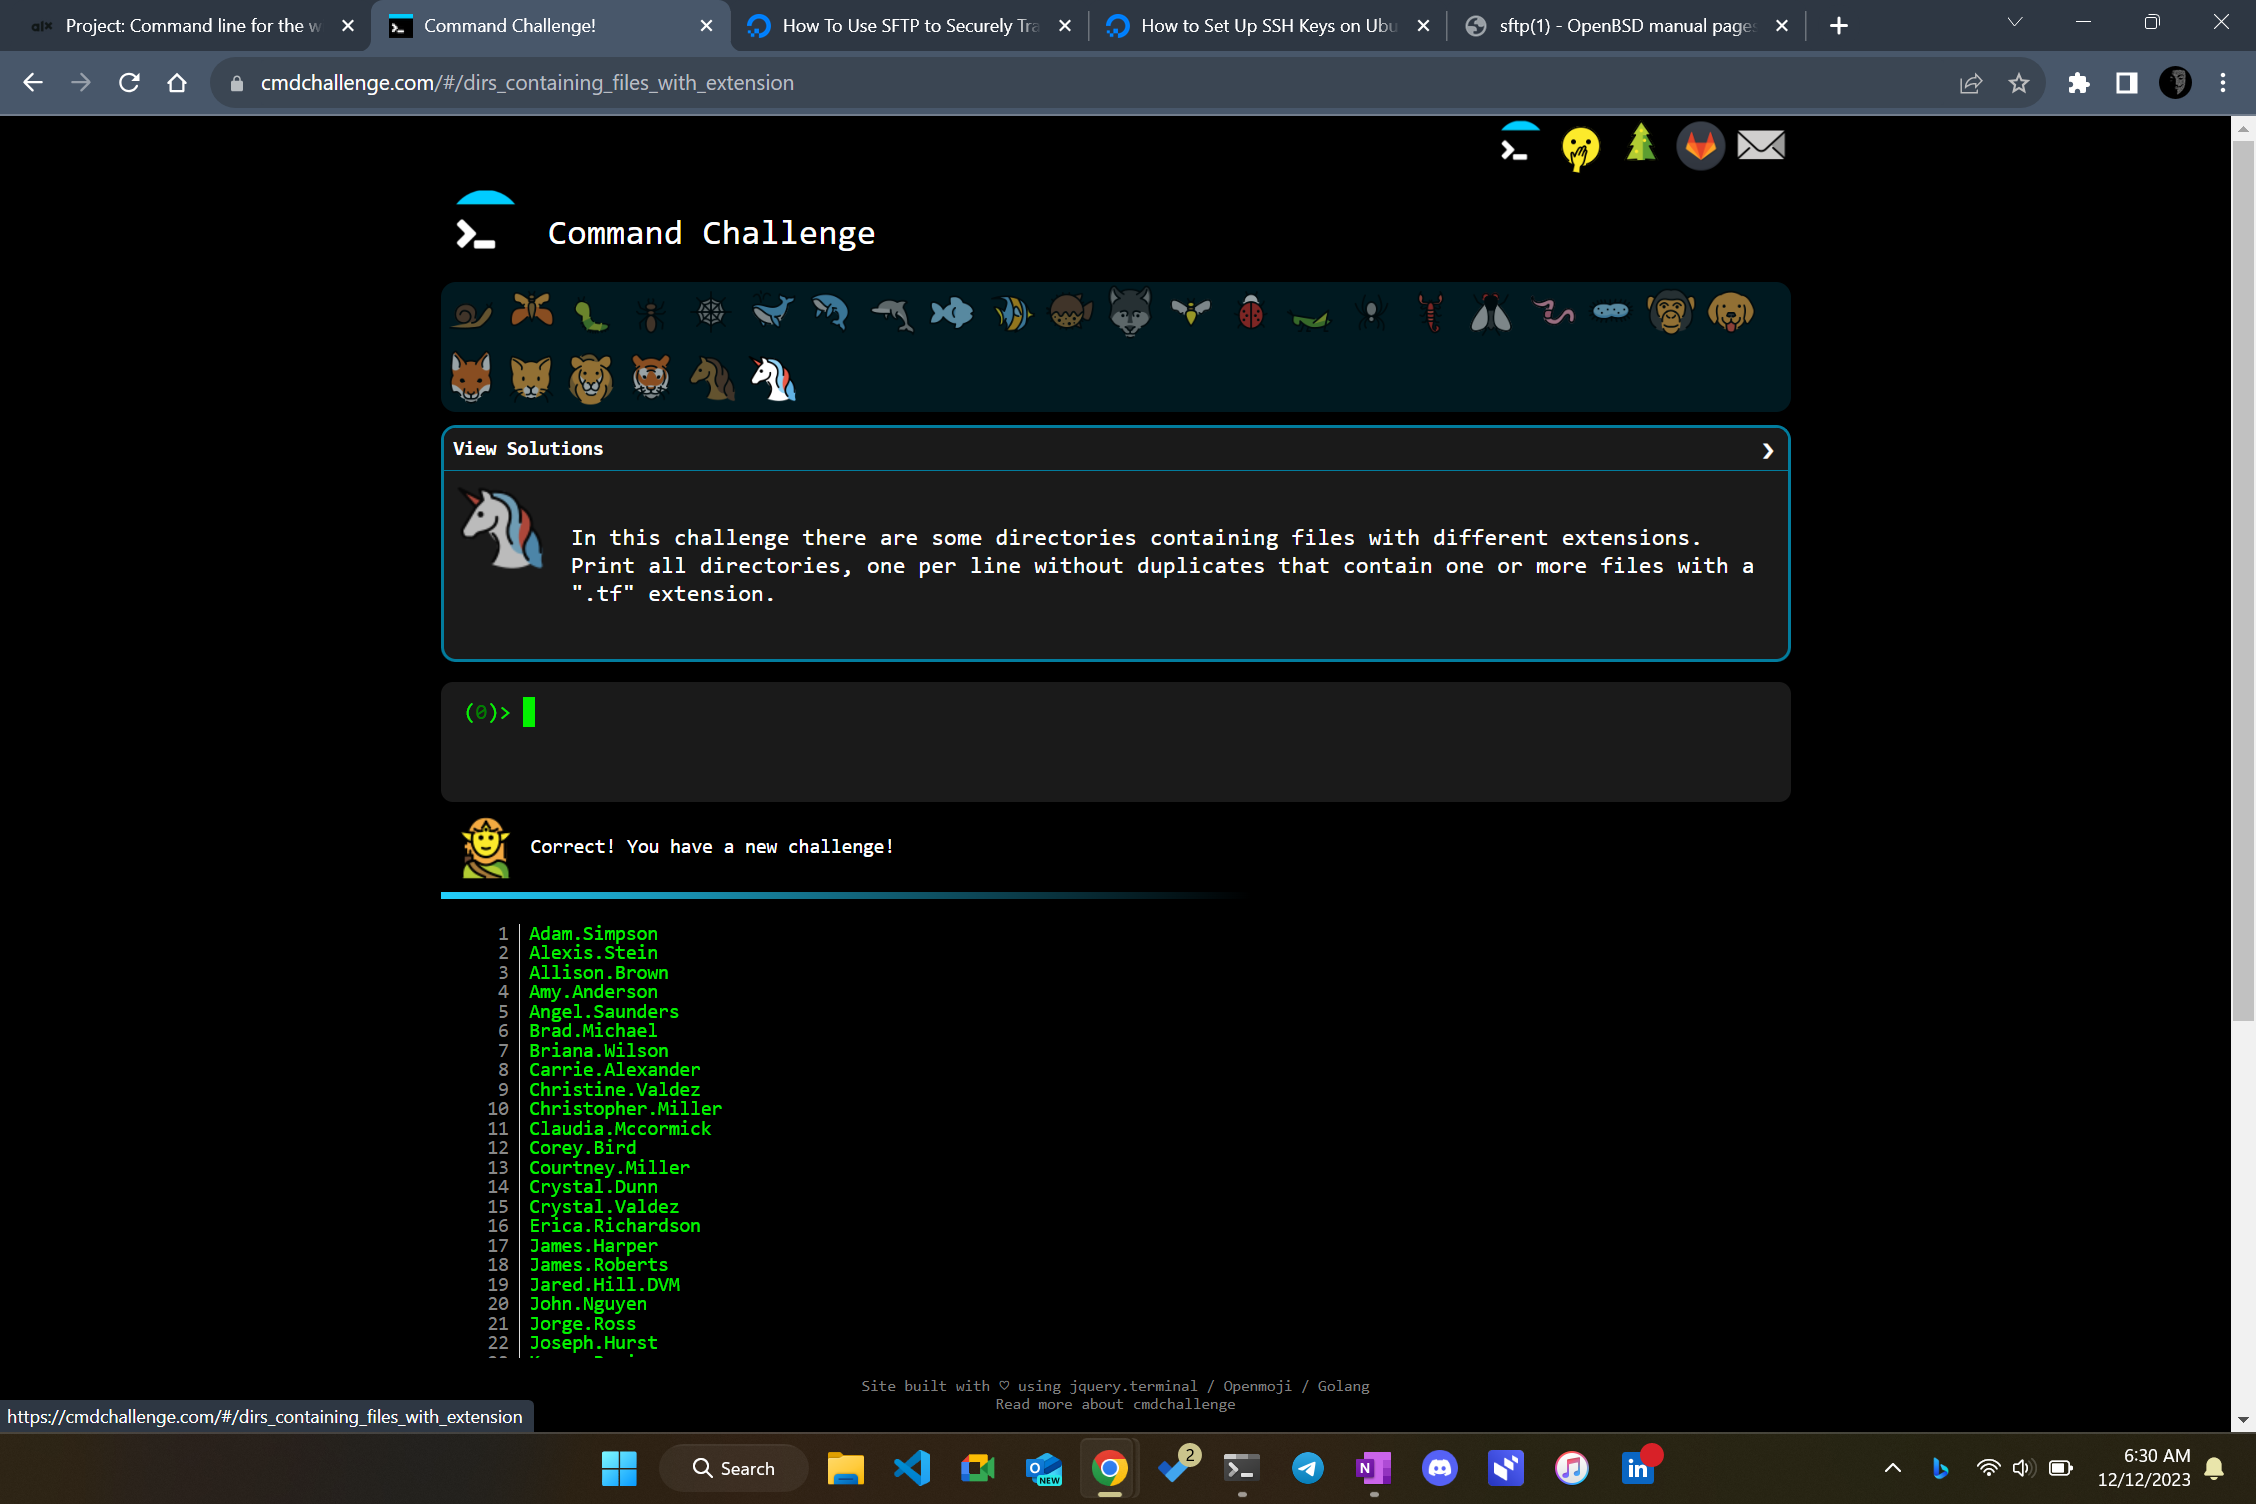 alx Project: Command line for the w
Command Challenge!
How To Use SFTP to Securely Tra
How to Set Up SSH Keys on Ubu
sftp(1) - OpenBSD manual pages
cmdchallenge.com/#/dirs_containing_files_with_extension
Command Challenge
View Solutions
In this challenge there are some directories containing files with different extensions.
Print all directories, one per line without duplicates that contain one or more files with a
".tf" extension.
(0)>
Correct! You have a new challenge!
1 Adam.Simpson
2 Alexis.Stein
3 Allison.Brown
4 Amy.Anderson
5 Angel.Saunders
6 Brad.Michael
7 Briana.Wilson
8 Carrie.Alexander
9 Christine.Valdez
10 Christopher.Miller
11 Claudia.Mccormick
12 Corey.Bird
13 Courtney.Miller
14 Crystal.Dunn
15 Crystal.Valdez
16 Erica.Richardson
17 James.Harper
18 James.Roberts
19 Jared.Hill.DVM
20 John.Nguyen
21 Jorge.Ross
22 Joseph.Hurst
Site built with ♡ using jquery.terminal / Openmoji / Golang
Read more about cmdchallenge
https://cmdchallenge.com/#/dirs_containing_files_with_extension
Search
NEW
2
6:30 AM
12/12/2023